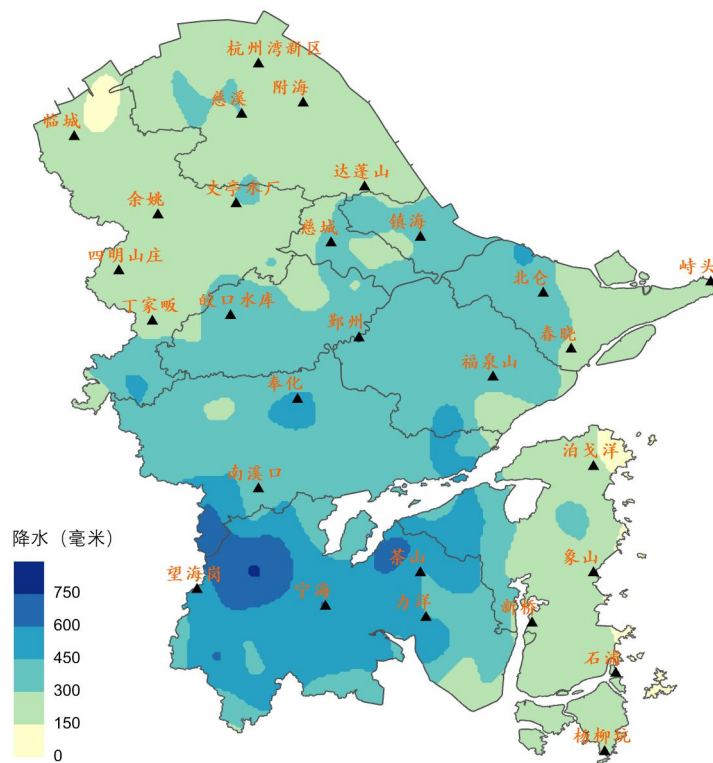 杭州湾新区
附海
慈溪
临城
达蓬山
丈亭水厂
余姚
慈城
镇海
四明山庄
峙头
北仑
丁家畈
皎口水库
鄞州
春晓
福泉山
奉化
泊戈洋
南溪口
降水（毫米）
望海岗
茶山
象山
宁海
力洋
新桥
石浦
杨柳坑
750
600
450
300
150
0